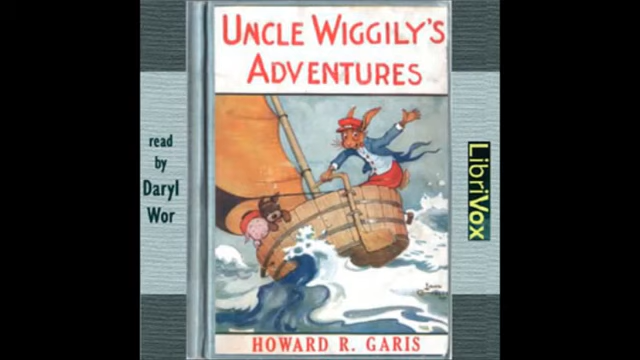 UNCLE WIGGILY'S
ADVENTURES
read
by
Daryl
Wor
LibriVox
HOWARD R. GARIS